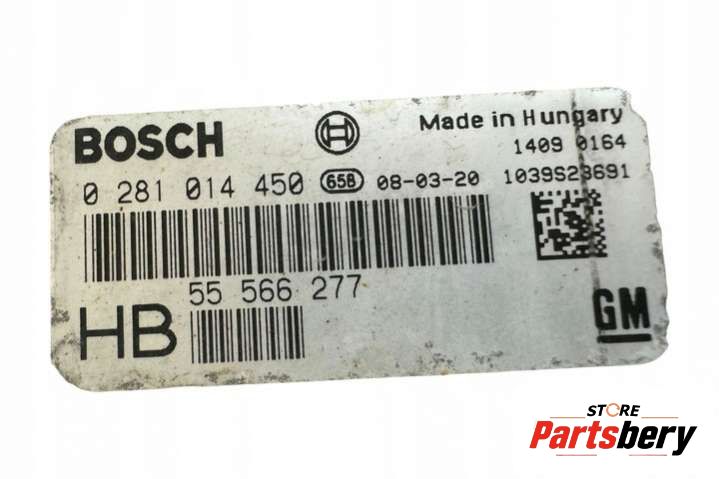 BOSCH
Made in Hungary
1409 0164
0 281 014 450 65B 08-03-20 1039S23691
55 566 277
HB
GM
STORE
Partsbery